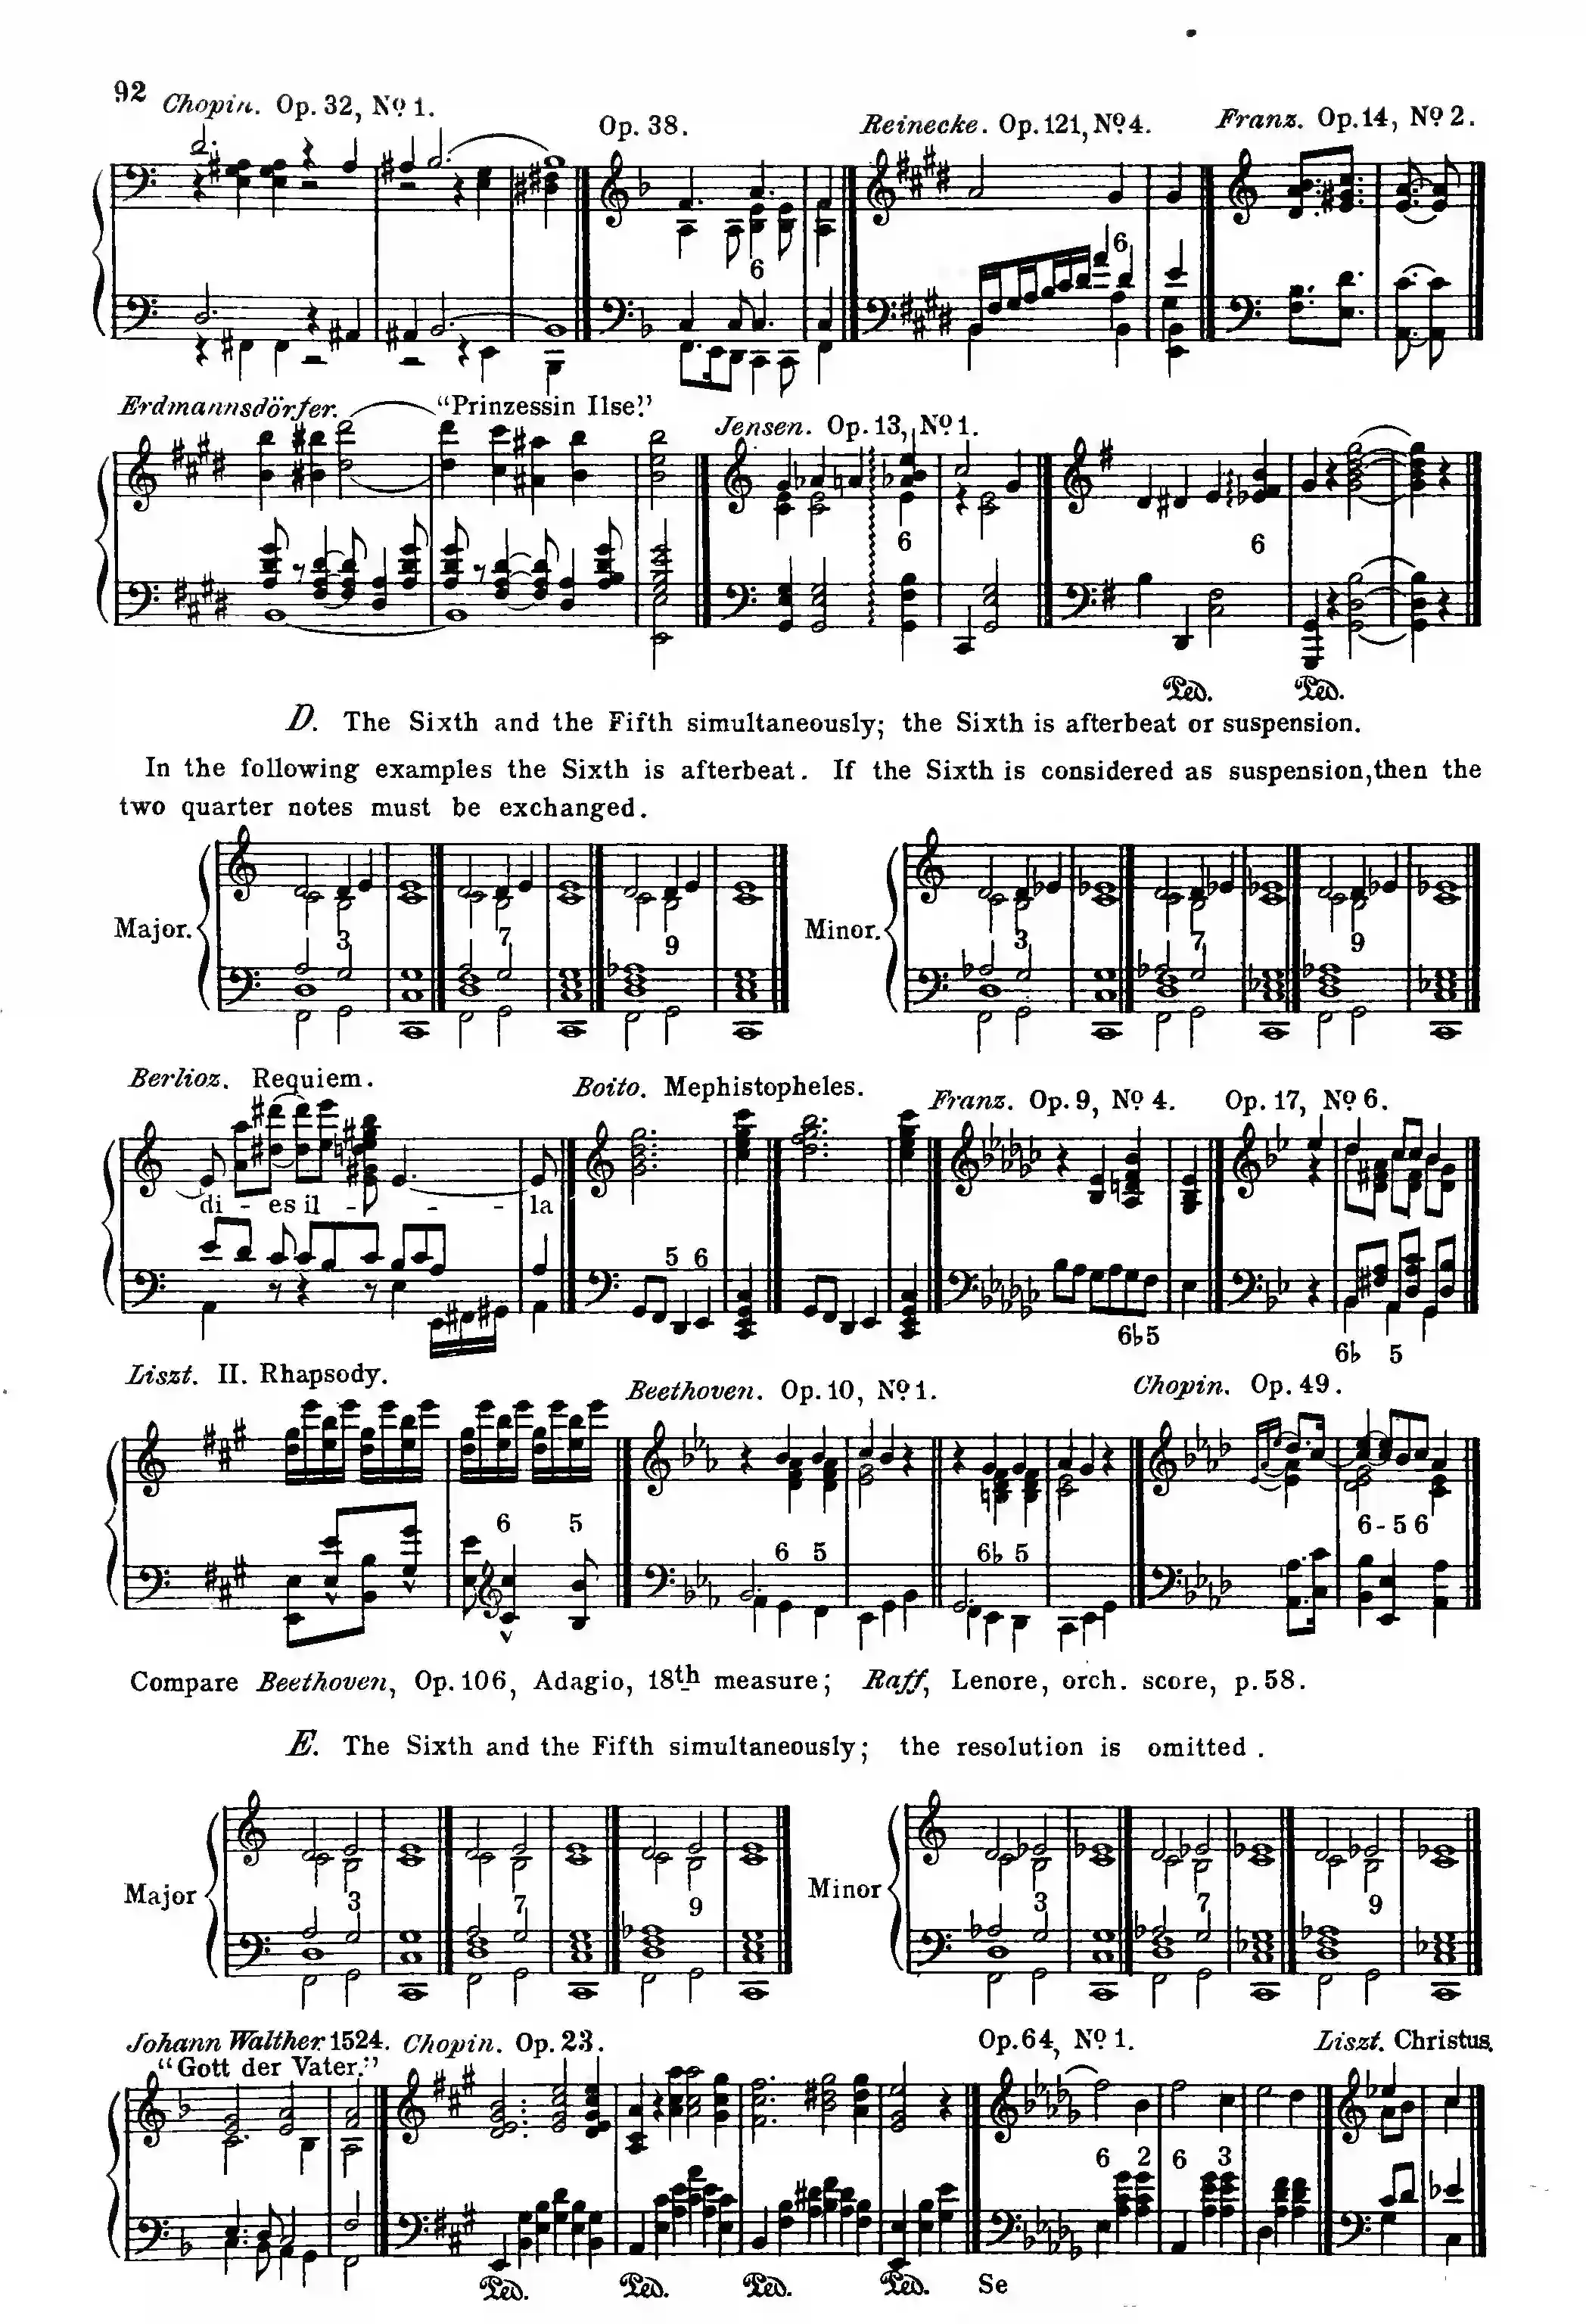 92
Chopin. Op. 32, No 1.
Op. 38.
Reinecke. Op. 121, No 4.
Franz. Op. 14, No 2.
6
6
Erdmannsdörfer. "Prinzessin Ilse."
Jensen. Op. 13, No 1.
6
6
Ped. Ped.
D. The Sixth and the Fifth simultaneously; the Sixth is afterbeat or suspension.
In the following examples the Sixth is afterbeat. If the Sixth is considered as suspension, then the
two quarter notes must be exchanged.
Major. 3 7 9
Minor. 3 7 9
Berlioz. Requiem.
Boito. Mephistopheles.
Franz. Op. 9, No 4.
Op. 17, No 6.
di - es il - - - la
5 6
6♭5
6♭ 5
Liszt. II. Rhapsody.
Beethoven. Op. 10, No 1.
Chopin. Op. 49.
6 5
6 5
6♭ 5
6 - 5 6
Compare Beethoven, Op. 106, Adagio, 18th measure; Raff, Lenore, orch. score, p. 58.
E. The Sixth and the Fifth simultaneously; the resolution is omitted.
Major 3 7 9
Minor 3 7 9
Johann Walther. 1524.
"Gott der Vater."
Chopin. Op. 23.
Op. 64, No 1.
Liszt. Christus.
6 2 6 3
Ped. Ped. Ped. Ped.
Se